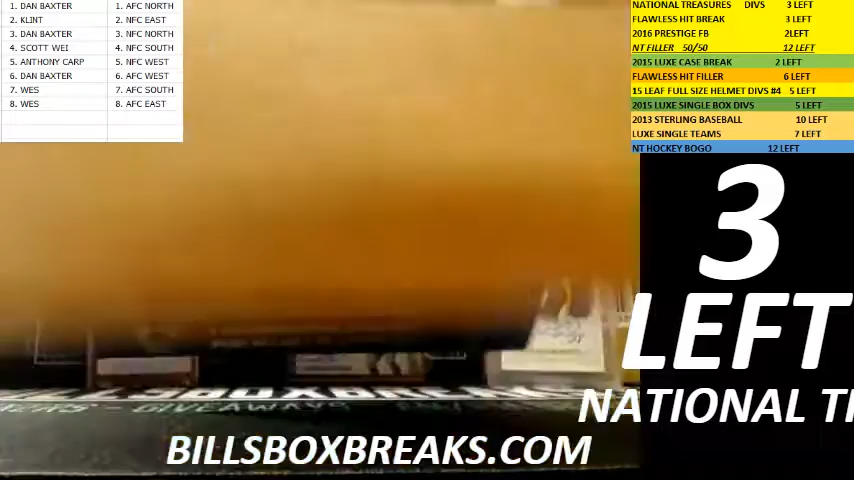 1. DAN BAXTER 1. AFC NORTH
2. KLINT 2. NFC EAST
3. DAN BAXTER 3. NFC NORTH
4. SCOTT WEI 4. NFC SOUTH
5. ANTHONY CARP 5. NFC WEST
6. DAN BAXTER 6. AFC WEST
7. WES 7. AFC SOUTH
8. WES 8. AFC EAST
NATIONAL TREASURES DIVS 3 LEFT
FLAWLESS HIT BREAK 3 LEFT
2016 PRESTIGE FB 2LEFT
NT FILLER 50/50 12 LEFT
2015 LUXE CASE BREAK 2 LEFT
FLAWLESS HIT FILLER 6 LEFT
15 LEAF FULL SIZE HELMET DIVS #4 5 LEFT
2015 LUXE SINGLE BOX DIVS 5 LEFT
2013 STERLING BASEBALL 10 LEFT
LUXE SINGLE TEAMS 7 LEFT
NT HOCKEY BOGO 12 LEFT
3
LEFT
NATIONAL
- GIVEAWAYS
BILLSBOXBREAKS.COM